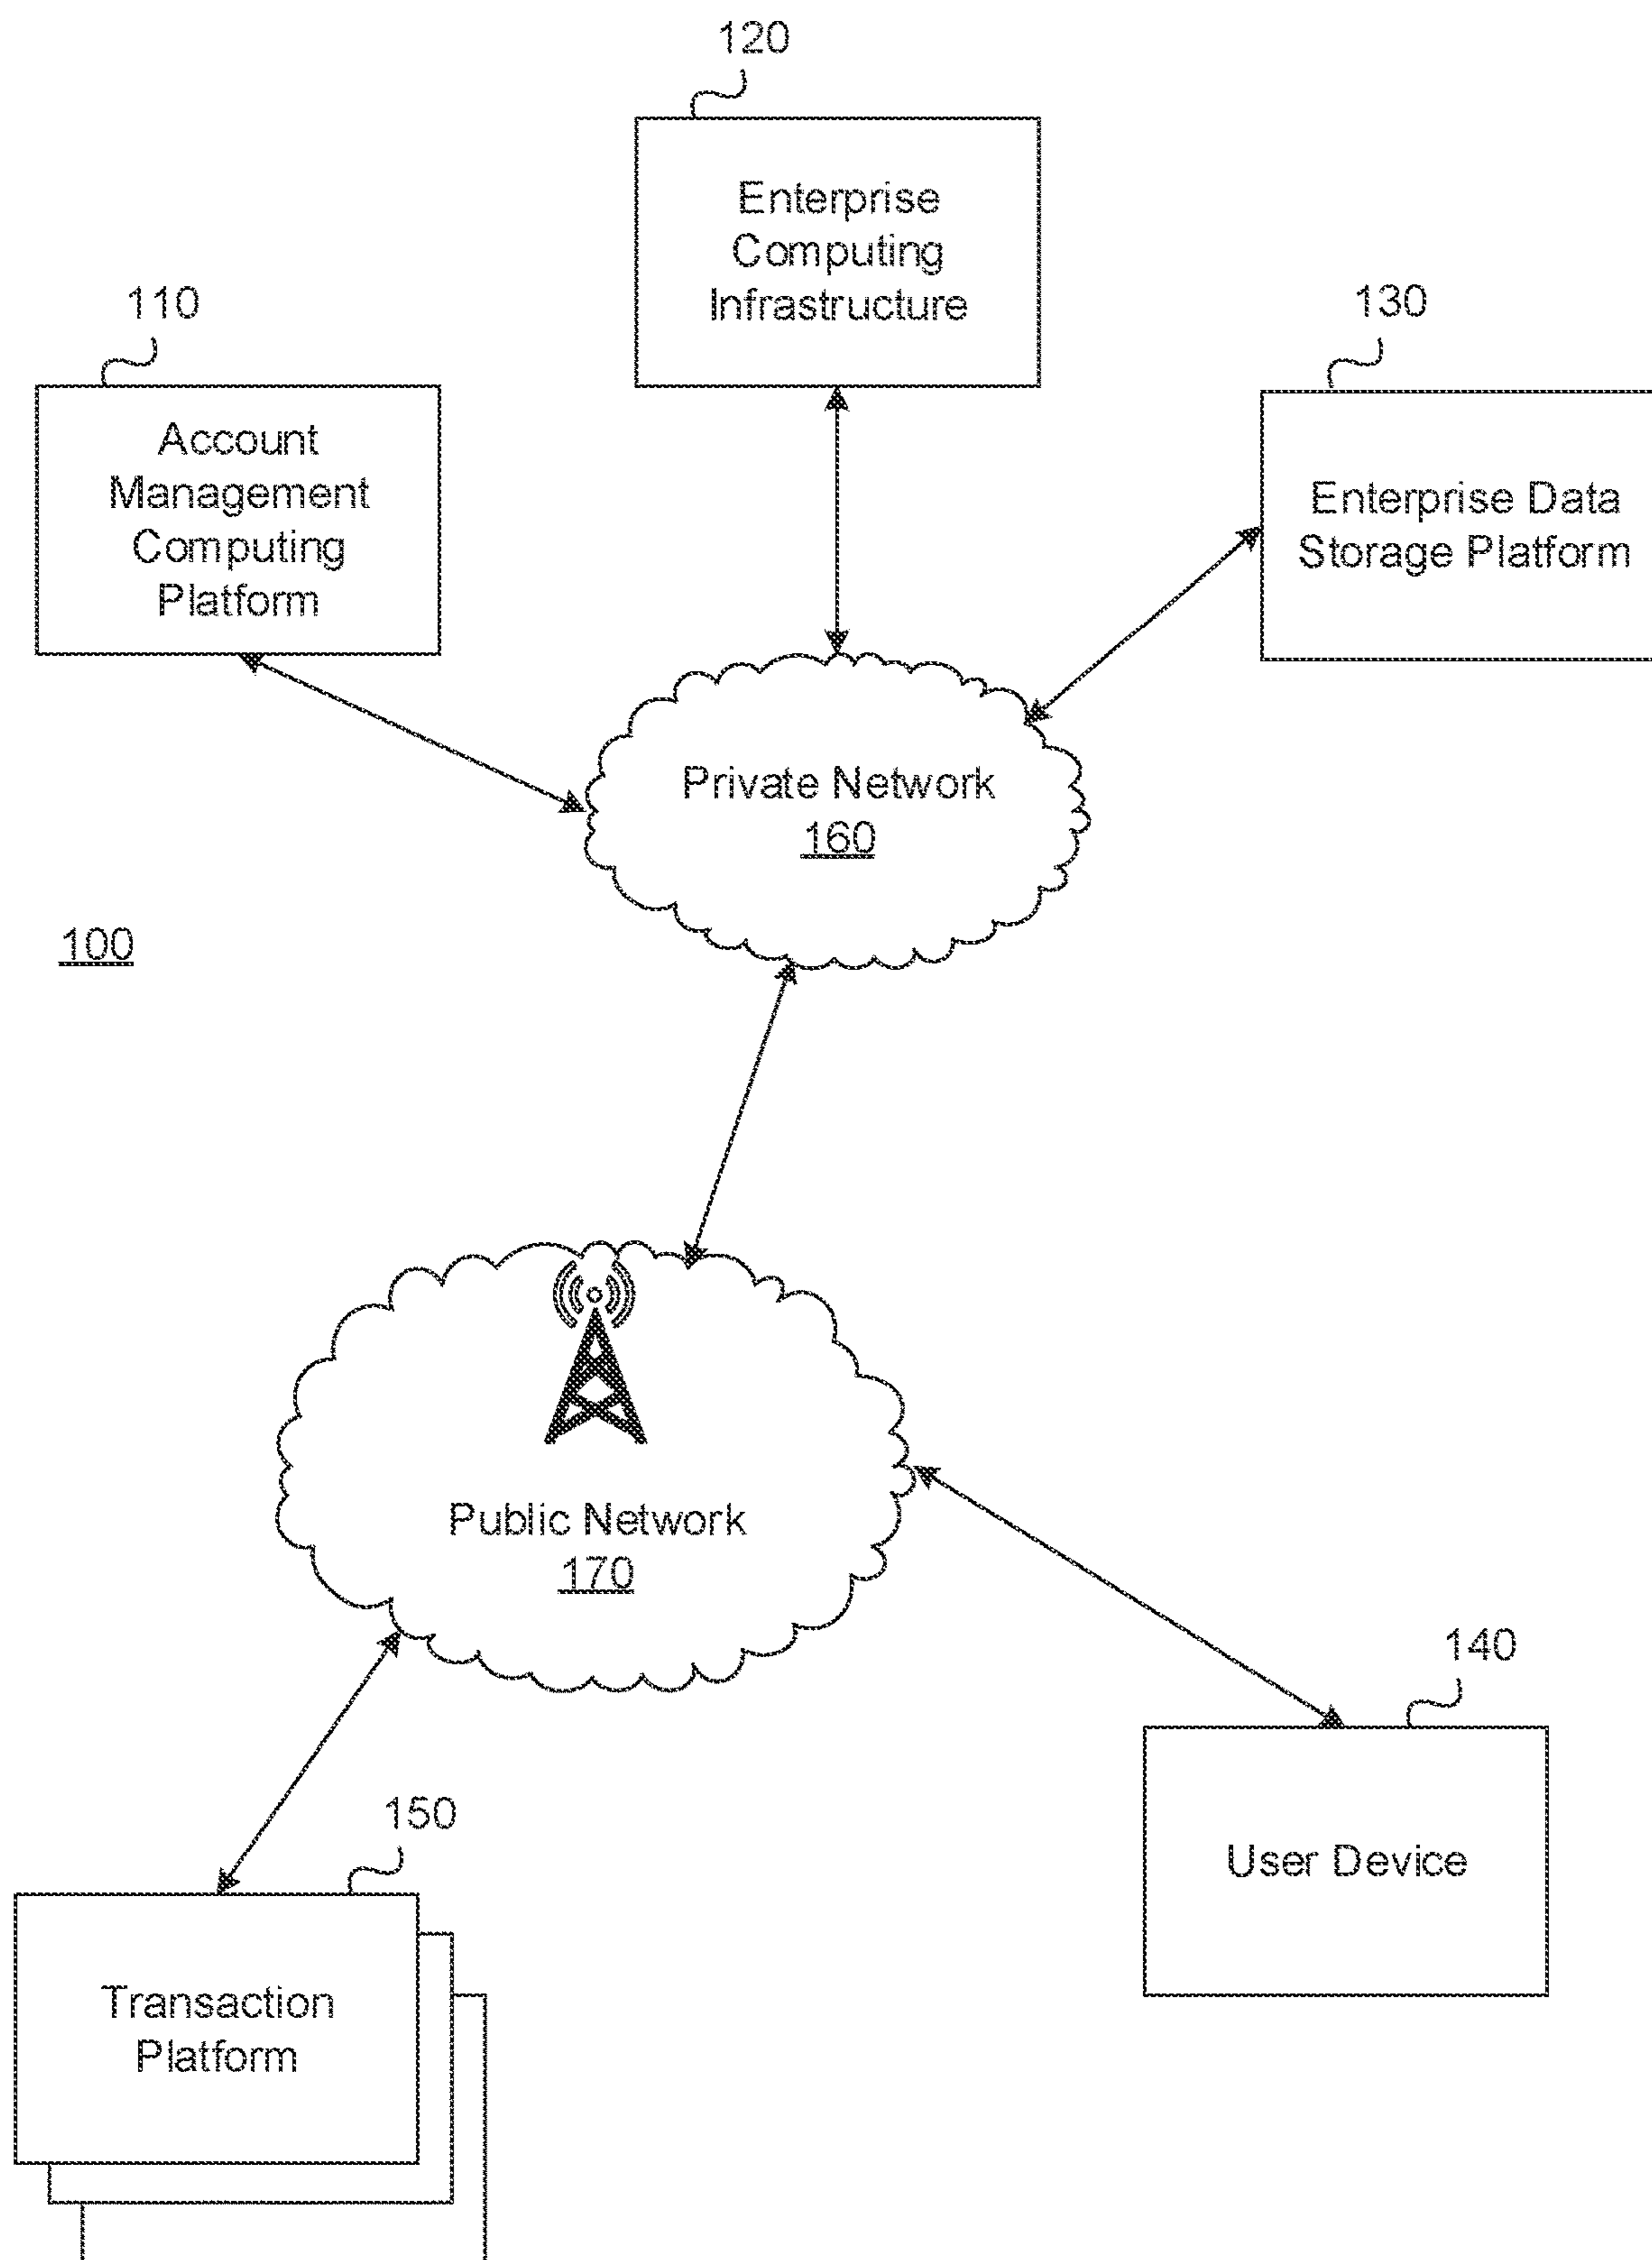 120
Enterprise
Computing
Infrastructure
110
130
Account
Management
Computing
Platform
Enterprise Data
Storage Platform
Private Network
160
100
Public Network
170
140
User Device
150
Transaction
Platform